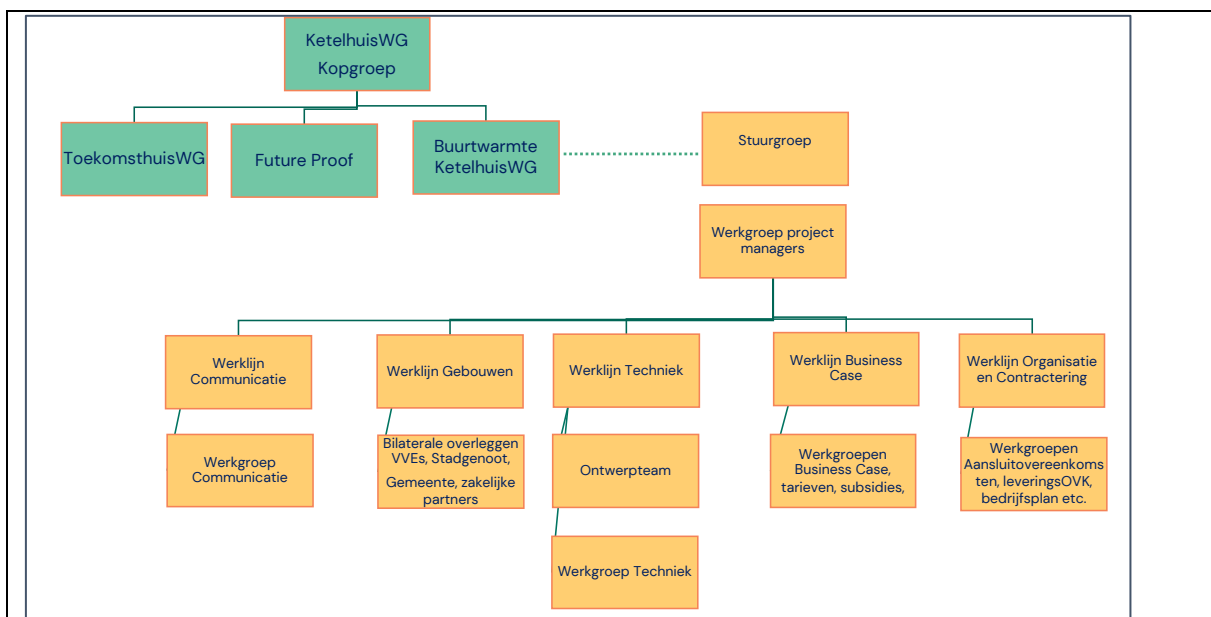 KetelhuisWG
Kopgroep
ToekomsthuisWG
Future Proof
Buurtwarmte
KetelhuisWG
Stuurgroep
Werkgroep project
managers
Werklijn
Communicatie
Werklijn Gebouwen
Werklijn Techniek
Werklijn Business
Case
Werklijn Organisatie
en Contractering
Werkgroep
Communicatie
Bilaterale overleggen
VVEs, Stadgenoot,
Gemeente, zakelijke
partners
Ontwerpteam
Werkgroepen
Business Case,
tarieven, subsidies,
Werkgroepen
Aansluitovereenkoms
ten, leveringsOVK,
bedrijfsplan etc.
Werkgroep Techniek